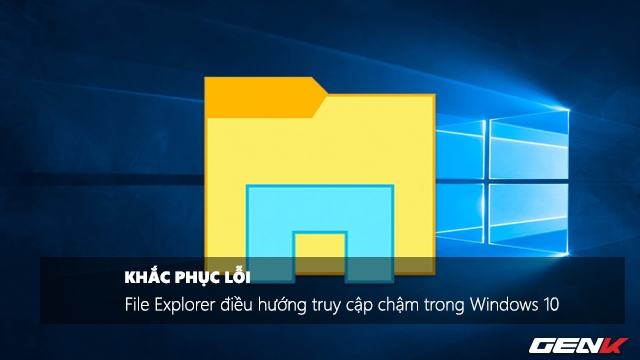 KHẮC PHỤC LỖI
File Explorer điều hướng truy cập chậm trong Windows 10
GENK